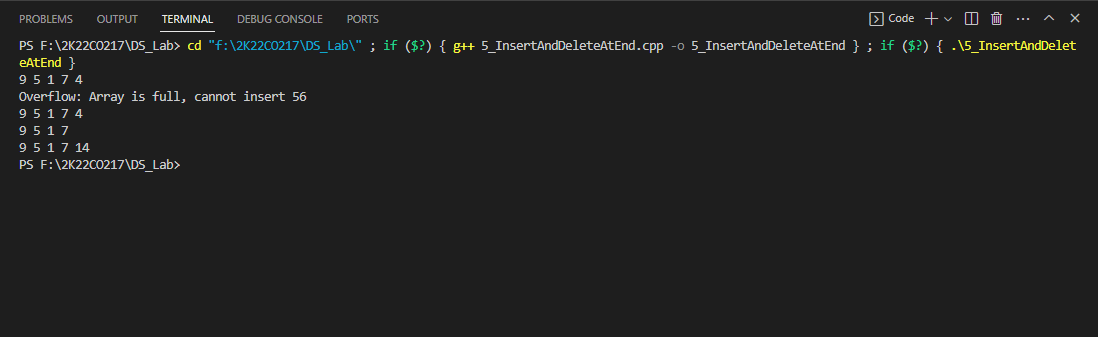 PROBLEMS OUTPUT TERMINAL DEBUG CONSOLE PORTS Code
PS F:\2K22CO217\DS_Lab> cd "f:\2K22CO217\DS_Lab\" ; if ($?) { g++ 5_InsertAndDeleteAtEnd.cpp -o 5_InsertAndDeleteAtEnd } ; if ($?) { .\5_InsertAndDelet
eAtEnd }
9 5 1 7 4
Overflow: Array is full, cannot insert 56
9 5 1 7 4
9 5 1 7
9 5 1 7 14
PS F:\2K22CO217\DS_Lab>